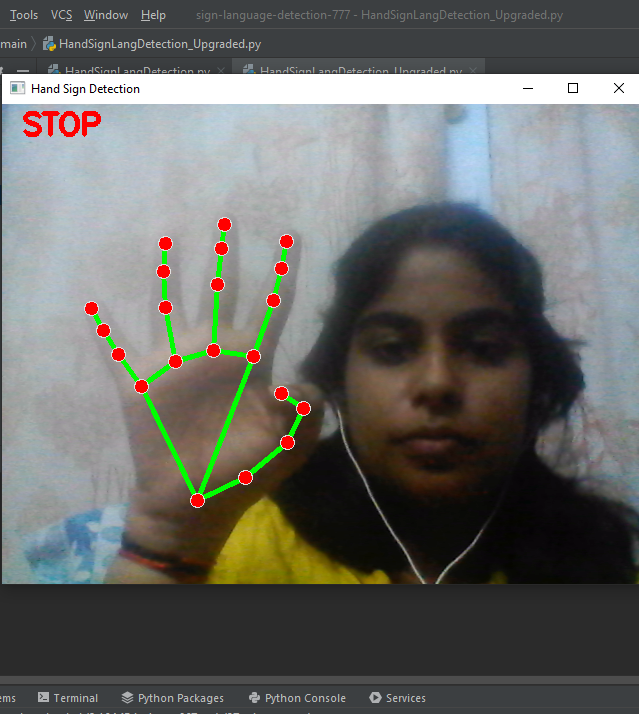 Tools VCS Window Help sign-language-detection-777 - HandSignLangDetection_Upgraded.py
main HandSignLangDetection_Upgraded.py
HandSignLangDetection.py HandSignLangDetection_Upgraded.py
Hand Sign Detection
STOP
Terminal Python Packages Python Console Services